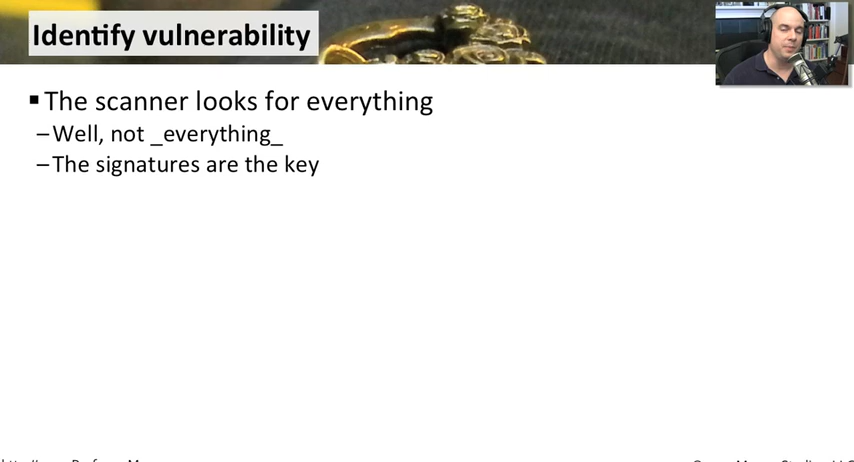 Identify vulnerability
The scanner looks for everything
–Well, not _everything_
–The signatures are the key